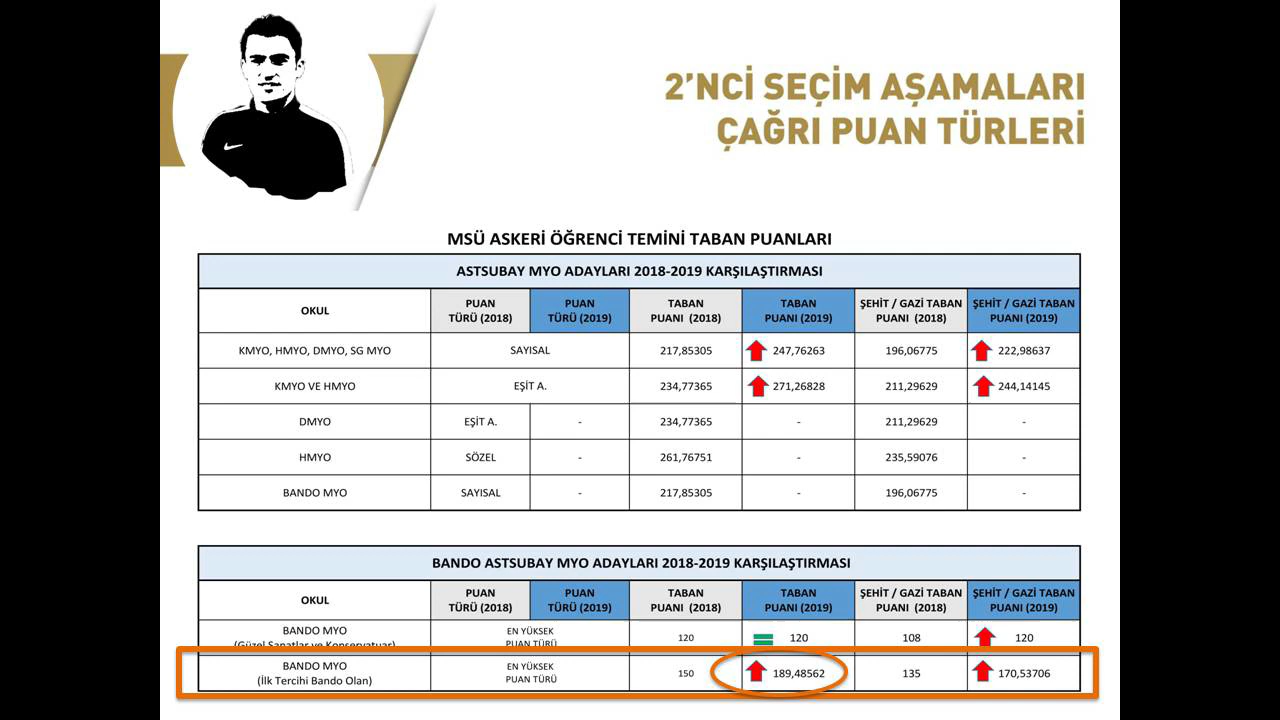 2'NCİ SEÇİM AŞAMALARI
ÇAĞRI PUAN TÜRLERİ
MSÜ ASKERİ ÖĞRENCİ TEMİNİ TABAN PUANLARI
ASTSUBAY MYO ADAYLARI 2018-2019 KARŞILAŞTIRMASI
OKUL PUAN TÜRÜ (2018) PUAN TÜRÜ (2019) TABAN PUANI (2018) TABAN PUANI (2019) ŞEHİT / GAZİ TABAN PUANI (2018) ŞEHİT / GAZİ TABAN PUANI (2019)
KMYO, HMYO, DMYO, SG MYO SAYISAL 217,85305 247,76263 196,06775 222,98637
KMYO VE HMYO EŞİT A. 234,77365 271,26828 211,29629 244,14145
DMYO EŞİT A. - 234,77365 - 211,29629 -
HMYO SÖZEL - 261,76751 - 235,59076 -
BANDO MYO SAYISAL - 217,85305 - 196,06775 -
BANDO ASTSUBAY MYO ADAYLARI 2018-2019 KARŞILAŞTIRMASI
OKUL PUAN TÜRÜ (2018) PUAN TÜRÜ (2019) TABAN PUANI (2018) TABAN PUANI (2019) ŞEHİT / GAZİ TABAN PUANI (2018) ŞEHİT / GAZİ TABAN PUANI (2019)
BANDO MYO (Güzel Sanatlar ve Konservatuar) EN YÜKSEK PUAN TÜRÜ 120 120 108 120
BANDO MYO (İlk Tercihi Bando Olan) EN YÜKSEK PUAN TÜRÜ 150 189,48562 135 170,53706